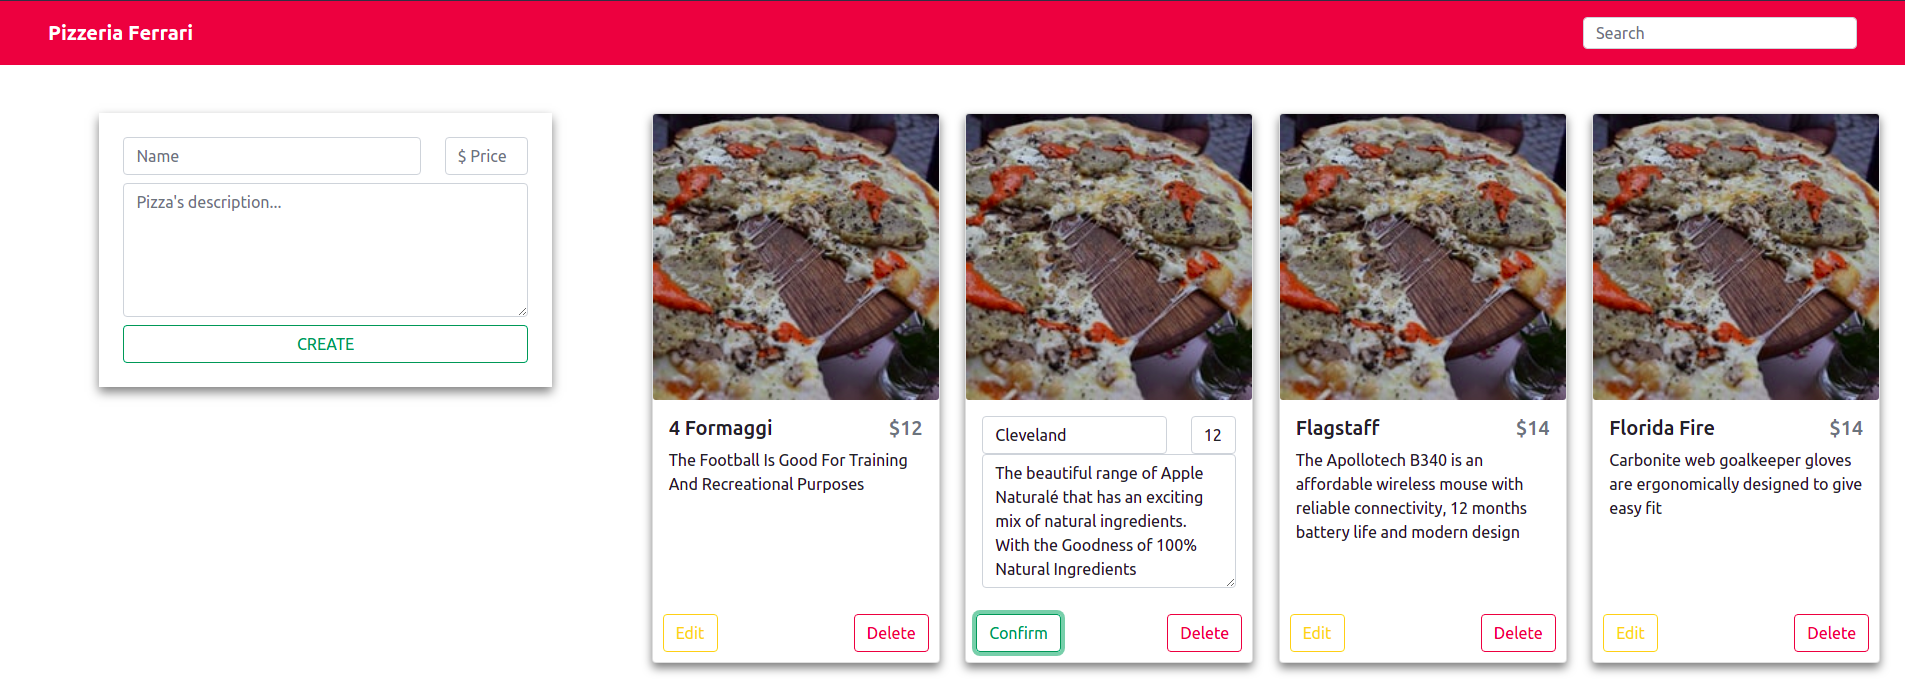 Pizzeria Ferrari
Search
Name
$ Price
Pizza's description...
CREATE
4 Formaggi
$12
The Football Is Good For Training
And Recreational Purposes
Edit
Delete
Cleveland
12
The beautiful range of Apple
Naturalé that has an exciting
mix of natural ingredients.
With the Goodness of 100%
Natural Ingredients
Confirm
Delete
Flagstaff
$14
The Apollotech B340 is an
affordable wireless mouse with
reliable connectivity, 12 months
battery life and modern design
Edit
Delete
Florida Fire
$14
Carbonite web goalkeeper gloves
are ergonomically designed to give
easy fit
Edit
Delete